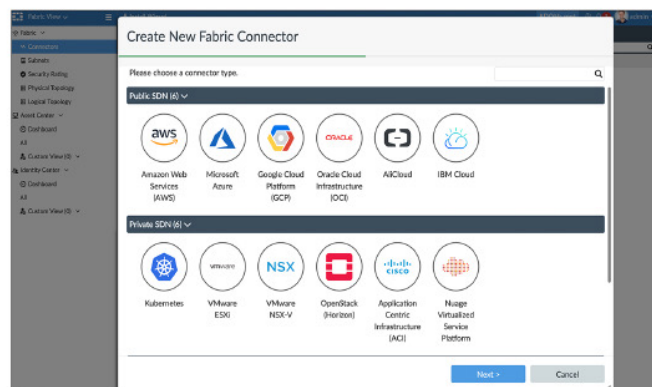 Fabric View
admin
Create New Fabric Connector
Fabric
Connectors
Subnets
Security Rating
Physical Topology
Logical Topology
Asset Center
Dashboard
All
Custom View (0)
Identity Center
Dashboard
All
Custom View (0)
Please choose a connector type.
Public SDN (6)
aws
ORACLE
Amazon Web
Services
(AWS)
Microsoft
Azure
Google Cloud
Platform
(GCP)
Oracle Cloud
Infrastructure
(OCI)
AliCloud
IBM Cloud
Private SDN (6)
vmware
NSX
CISCO
Kubernetes
VMware
ESXi
VMware
NSX-V
OpenStack
(Horizon)
Application
Centric
Infrastructure
(ACI)
Nuage
Virtualized
Service
Platform
Next >
Cancel